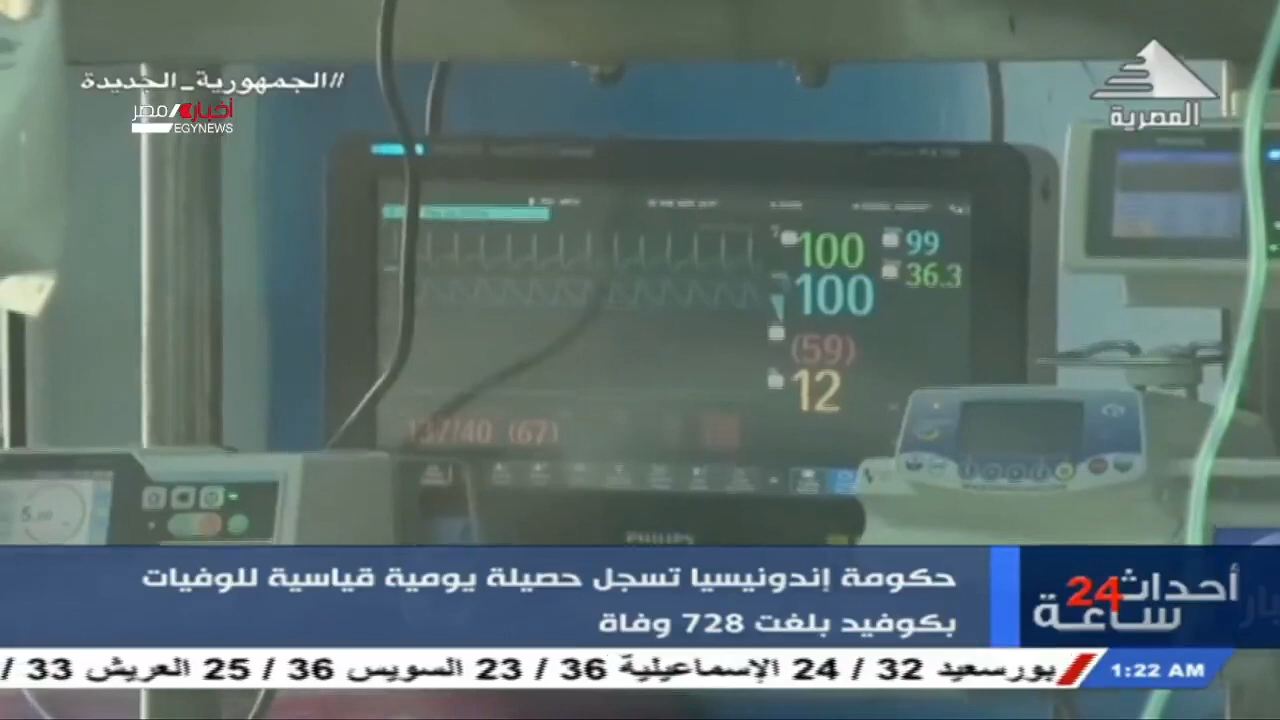 //الجمهورية_الجديدة
أخبار/مصر
EGYNEWS
المصرية
100
99
36.3
100
(59)
12
137/40 (67)
PHILIPS
حكومة إندونيسيا تسجل حصيلة يومية قياسية للوفيات
بكوفيد بلغت 728 وفاة
أحداث 24
ساعة
بورسعيد 32 / 24 الإسماعيلية 36 / 23 السويس 36 / 25 العريش 33 /
1:22 AM